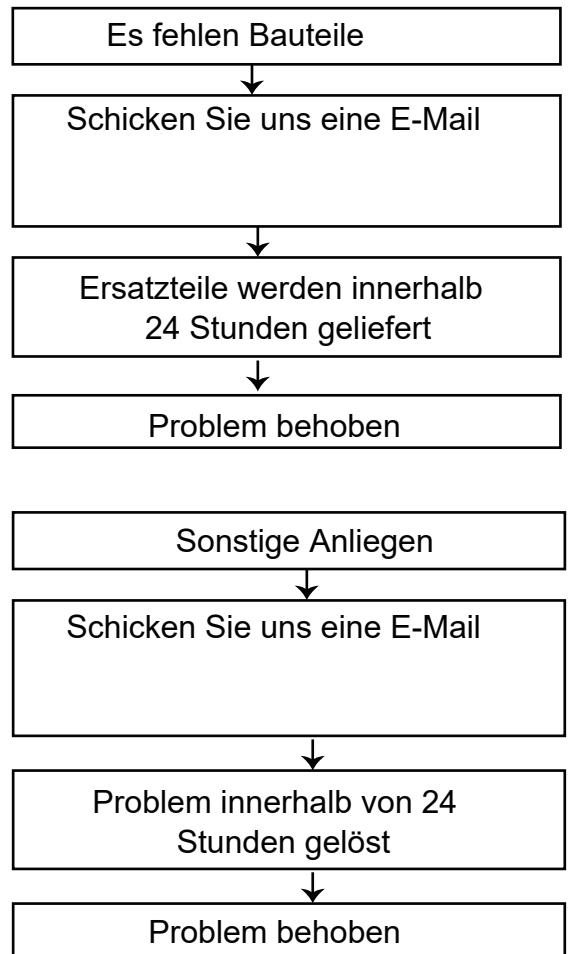 Es fehlen Bauteile
Schicken Sie uns eine E-Mail
Ersatzteile werden innerhalb
24 Stunden geliefert
Problem behoben
Sonstige Anliegen
Schicken Sie uns eine E-Mail
Problem innerhalb von 24
Stunden gelöst
Problem behoben